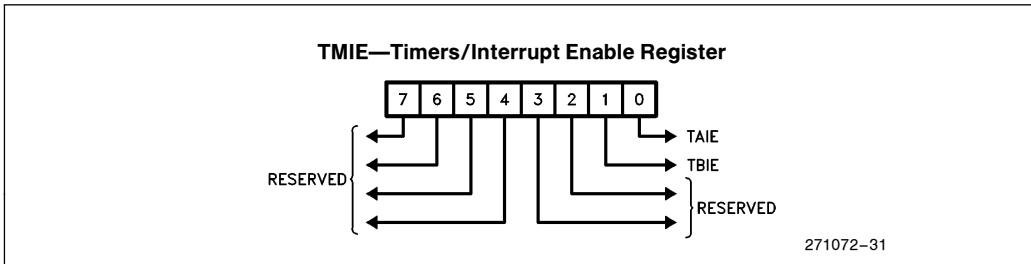 TMIE—Timers/Interrupt Enable Register
7 6 5 4 3 2 1 0
TAIE
TBIE
RESERVED
RESERVED
271072–31